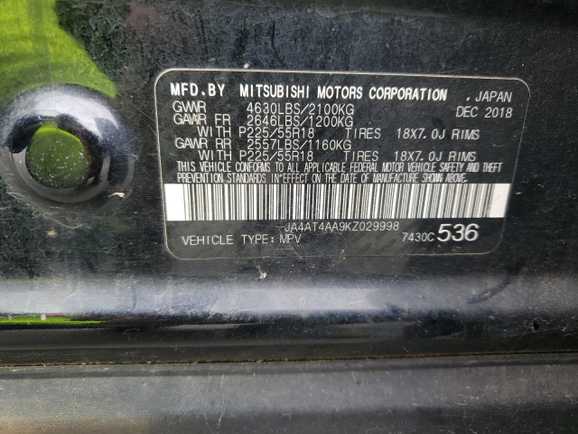 MFD.BY MITSUBISHI MOTORS CORPORATION , JAPAN
GVWR 4630LBS/2100KG DEC 2018
GAWR FR 2646LBS/1200KG
WITH P225/55R18 TIRES 18X7.0J RIMS
GAWR RR 2557LBS/1160KG
WITH P225/55R18 TIRES 18X7.0J RIMS
THIS VEHICLE CONFORMS TO ALL APPLICABLE FEDERAL MOTOR VEHICLE SAFETY AND THEFT
PREVENTION STANDARDS IN EFFECT ON THE DATE OF MANUFACTURE SHOWN ABOVE.
JA4AT4AA9KZ029998
VEHICLE TYPE: MPV 7430C 536